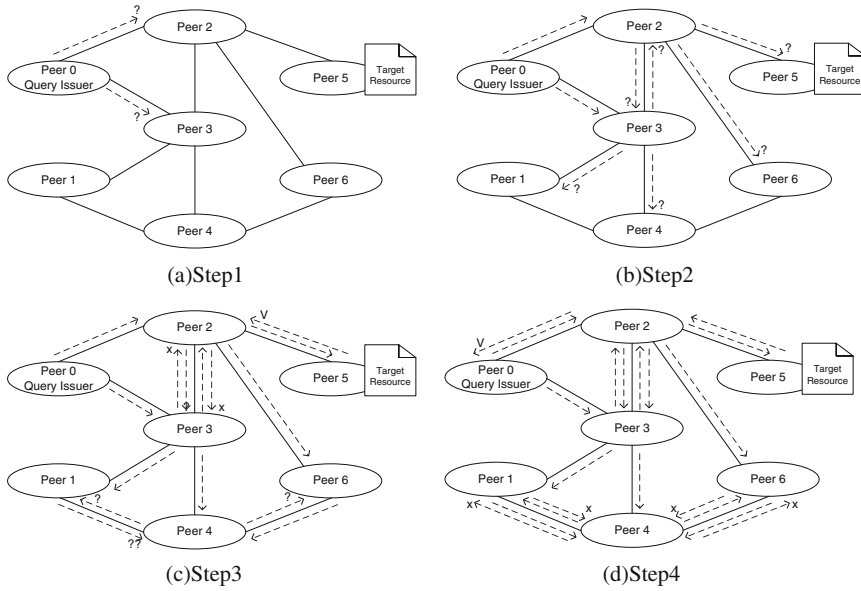 ?
Peer 2
Peer 0
Query Issuer
Peer 5
Target
Resource
?
Peer 3
Peer 1
Peer 6
Peer 4
(a)Step1
Peer 2
?
?
Peer 0
Query Issuer
Peer 5
Target
Resource
?
Peer 3
?
Peer 1
?
Peer 6
?
Peer 4
(b)Step2
V
Peer 2
x
Peer 0
Query Issuer
Peer 5
Target
Resource
?
x
Peer 3
Peer 1
Peer 6
?
?
Peer 4
??
(c)Step3
V
Peer 2
Peer 0
Query Issuer
Peer 5
Target
Resource
Peer 3
Peer 1
Peer 6
x
x
x
x
Peer 4
(d)Step4